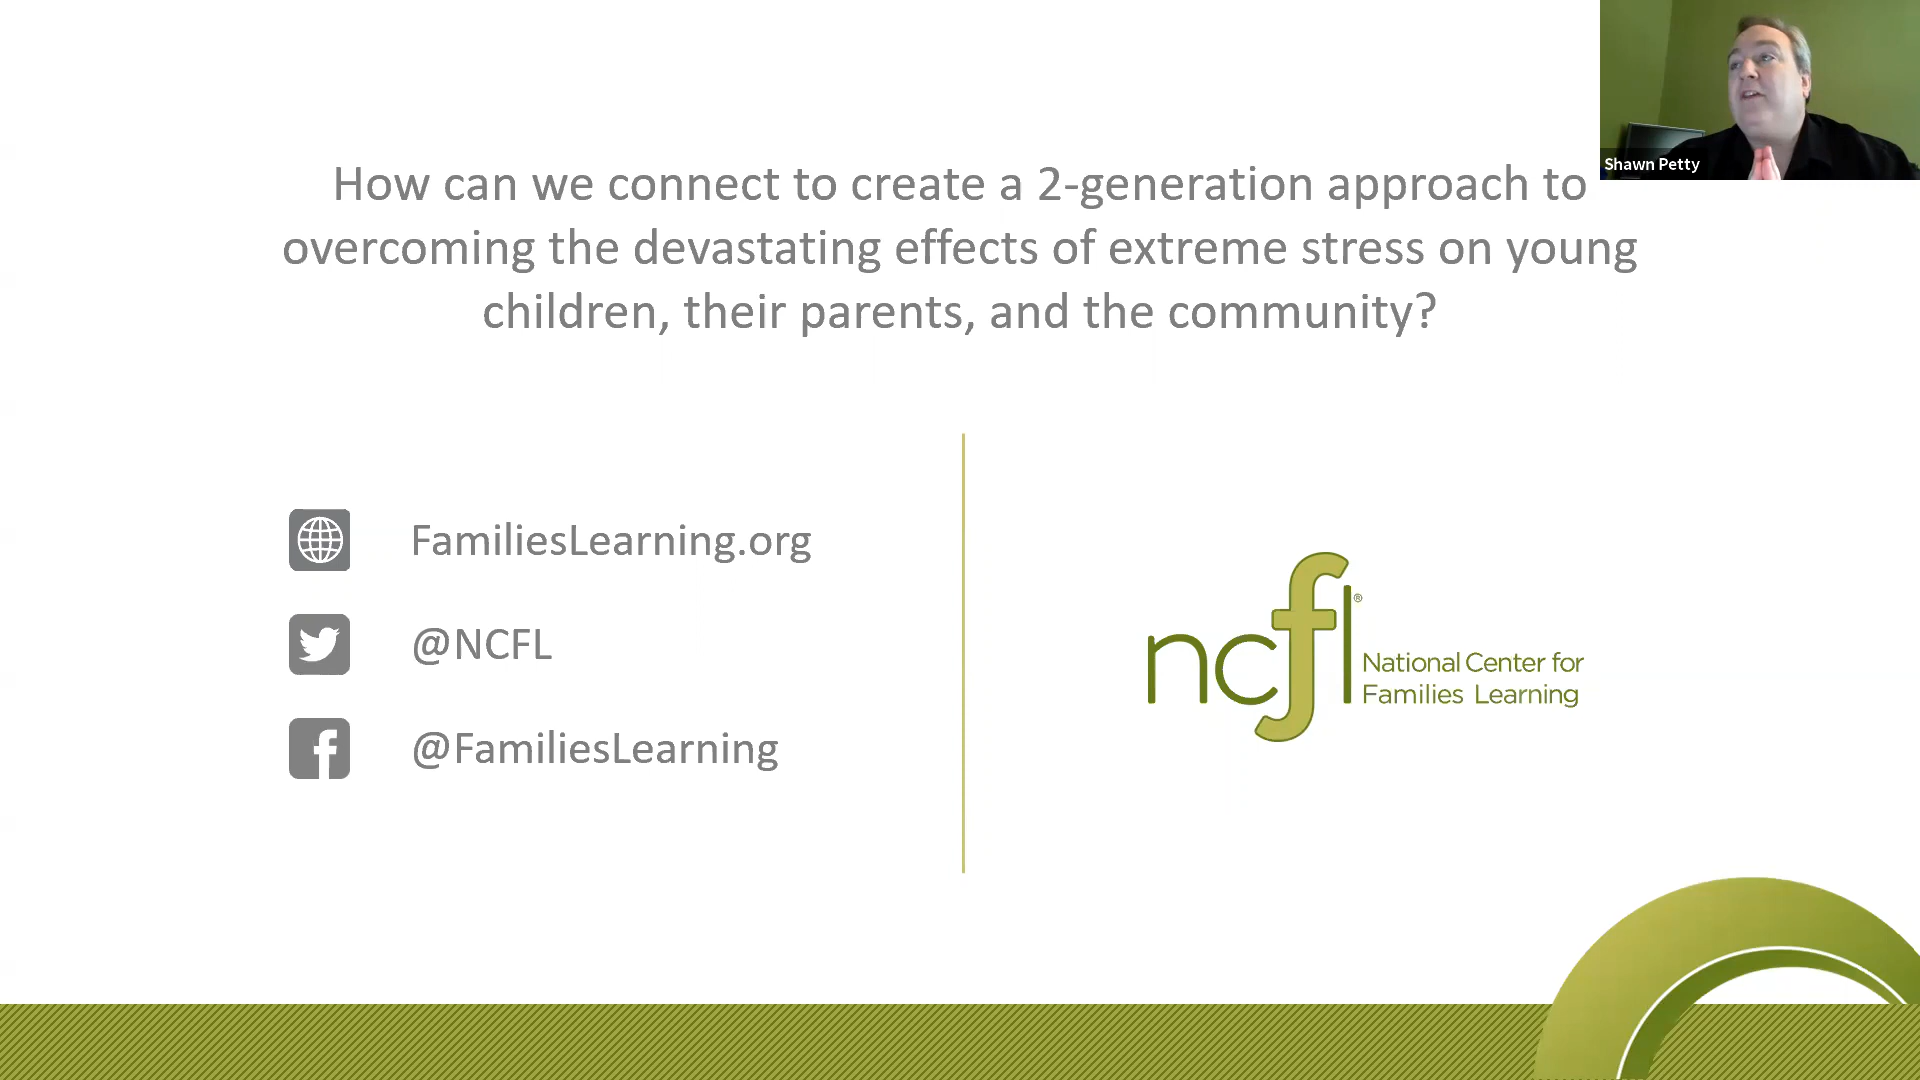 How can we connect to create a 2-generation approach to
overcoming the devastating effects of extreme stress on young
children, their parents, and the community?
Shawn Petty
FamiliesLearning.org
@NCFL
@FamiliesLearning
ncfl®
National Center for
Families Learning